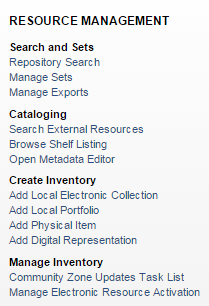 RESOURCE MANAGEMENT
Search and Sets
Repository Search
Manage Sets
Manage Exports
Cataloging
Search External Resources
Browse Shelf Listing
Open Metadata Editor
Create Inventory
Add Local Electronic Collection
Add Local Portfolio
Add Physical Item
Add Digital Representation
Manage Inventory
Community Zone Updates Task List
Manage Electronic Resource Activation